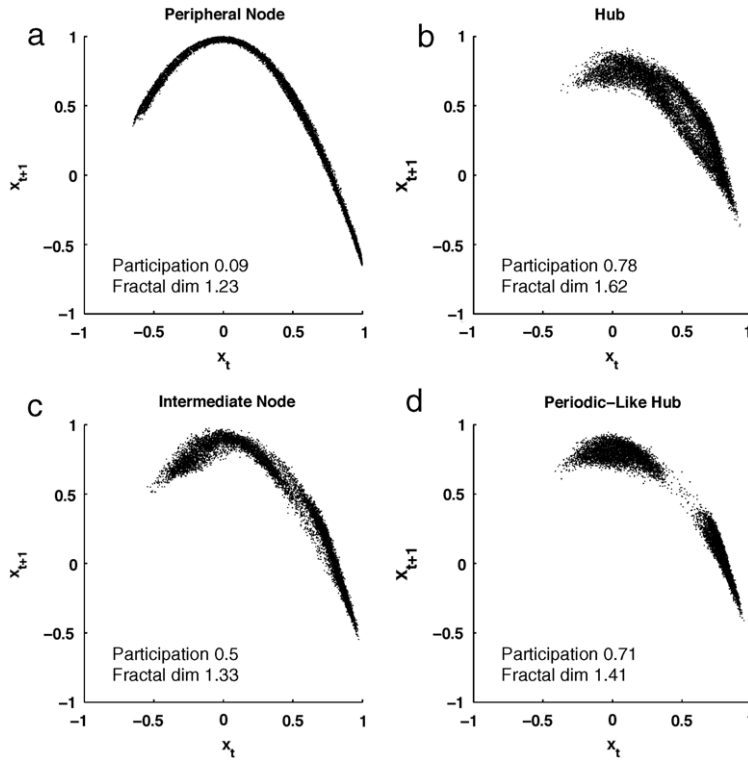 a
Peripheral Node
1
0.5
0
−0.5
−1
−1
−0.5
0
0.5
1
x_{t+1}
x_t
Participation 0.09
Fractal dim 1.23
b
Hub
1
0.5
0
−0.5
−1
−1
−0.5
0
0.5
1
x_{t+1}
x_t
Participation 0.78
Fractal dim 1.62
c
Intermediate Node
1
0.5
0
−0.5
−1
−1
−0.5
0
0.5
1
x_{t+1}
x_t
Participation 0.5
Fractal dim 1.33
d
Periodic−Like Hub
1
0.5
0
−0.5
−1
−1
−0.5
0
0.5
1
x_{t+1}
x_t
Participation 0.71
Fractal dim 1.41